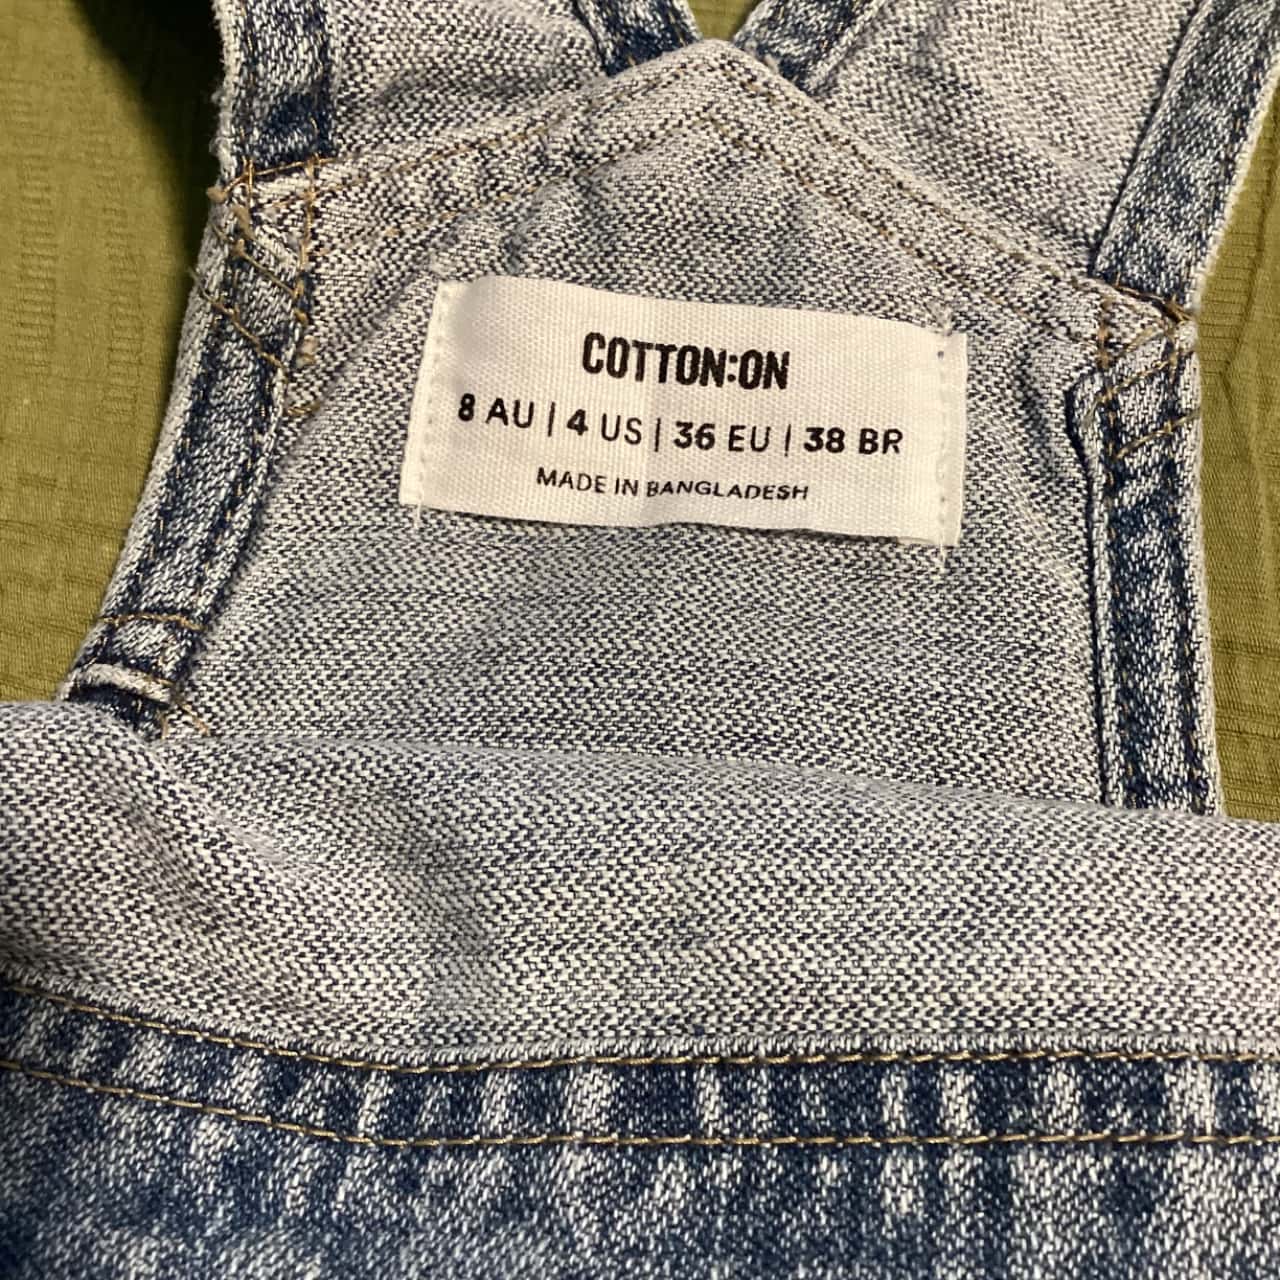 COTTON:ON
8 AU | 4 US | 36 EU | 38 BR
MADE IN BANGLADESH